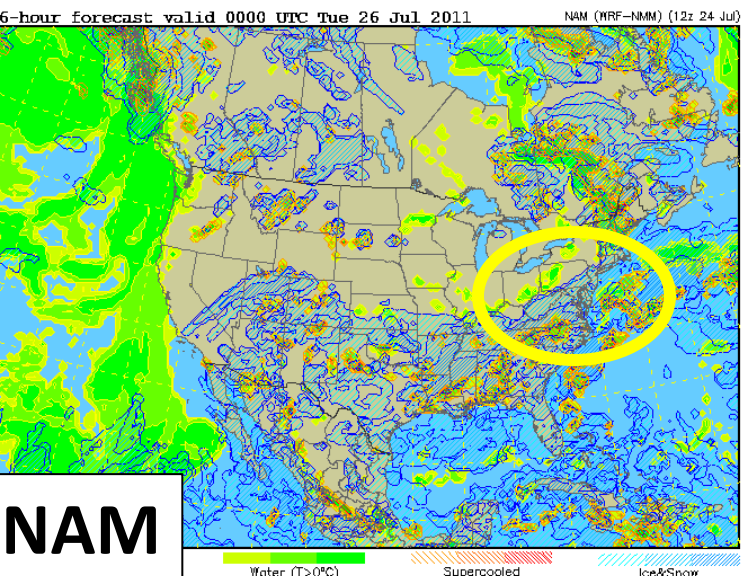 6-hour forecast valid 0000 UTC Tue 26 Jul 2011
NAM (WRF-NMM) (12z 24 Jul)
NAM
Water (T>0°C)
Supercooled
Ice&Snow